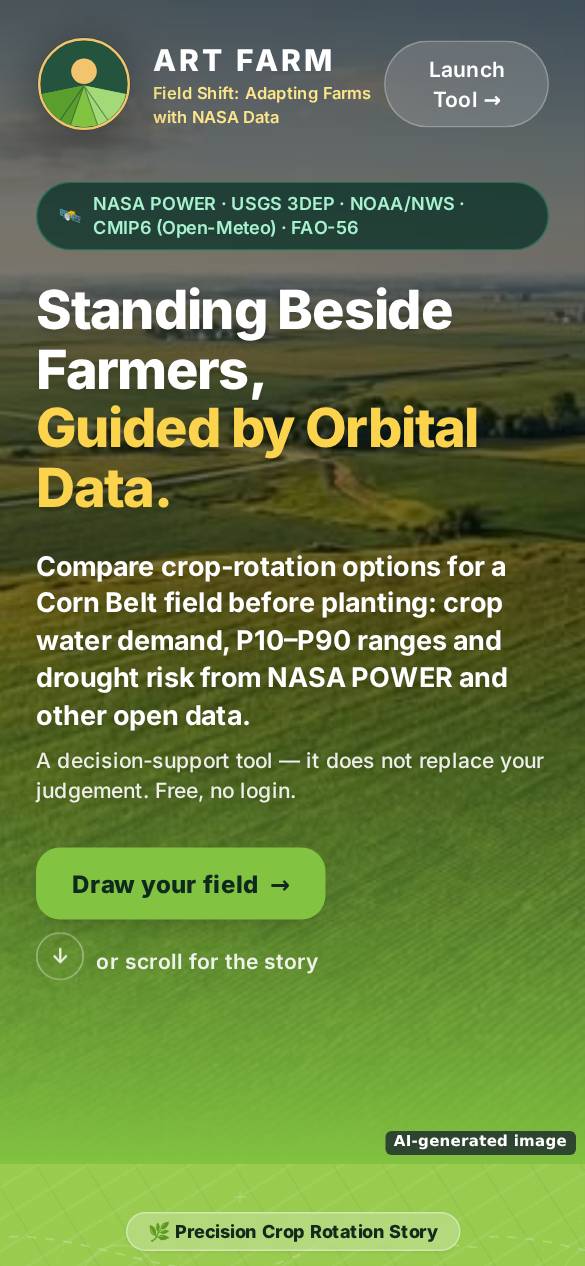 ART FARM
Field Shift: Adapting Farms
with NASA Data
Launch
Tool →
NASA POWER · USGS 3DEP · NOAA/NWS ·
CMIP6 (Open-Meteo) · FAO-56
Standing Beside
Farmers,
Guided by Orbital
Data.
Compare crop-rotation options for a
Corn Belt field before planting: crop
water demand, P10–P90 ranges and
drought risk from NASA POWER and
other open data.
A decision-support tool — it does not replace your
judgement. Free, no login.
Draw your field →
↓ or scroll for the story
AI-generated image
🌿 Precision Crop Rotation Story